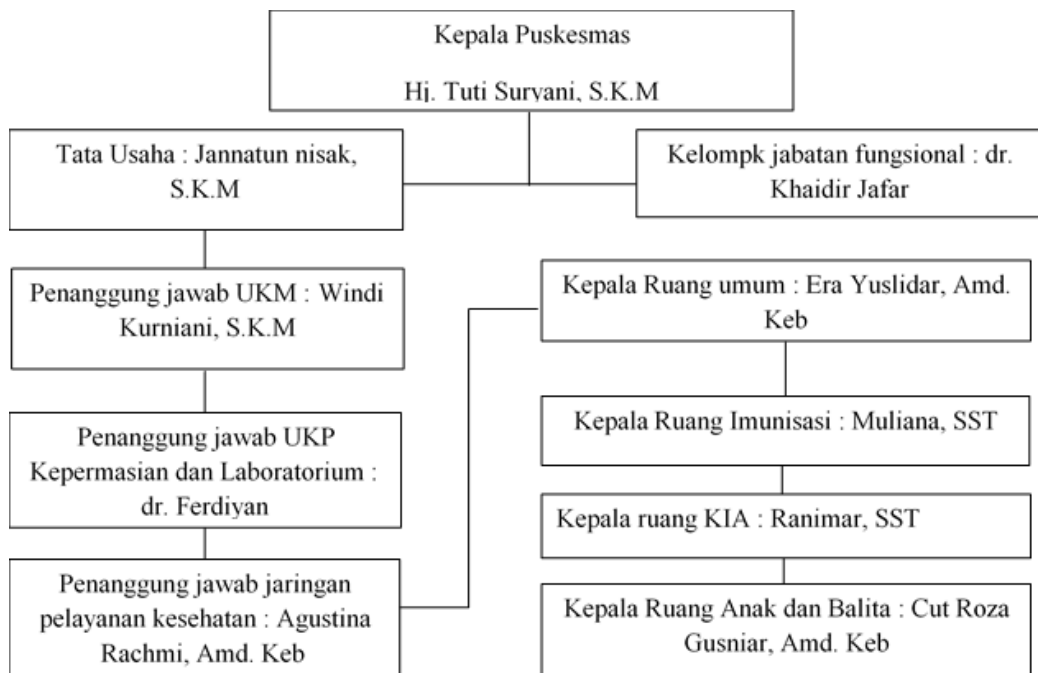 Kepala Puskesmas
Hj. Tuti Suryani, S.K.M
Tata Usaha : Jannatun nisak,
S.K.M
Kelompk jabatan fungsional : dr.
Khaidir Jafar
Penanggung jawab UKM : Windi
Kurniani, S.K.M
Penanggung jawab UKP
Kepermasian dan Laboratorium :
dr. Ferdiyan
Penanggung jawab jaringan
pelayanan kesehatan : Agustina
Rachmi, Amd. Keb
Kepala Ruang umum : Era Yuslidar, Amd.
Keb
Kepala Ruang Imunisasi : Muliana, SST
Kepala ruang KIA : Ranimar, SST
Kepala Ruang Anak dan Balita : Cut Roza
Gusniar, Amd. Keb